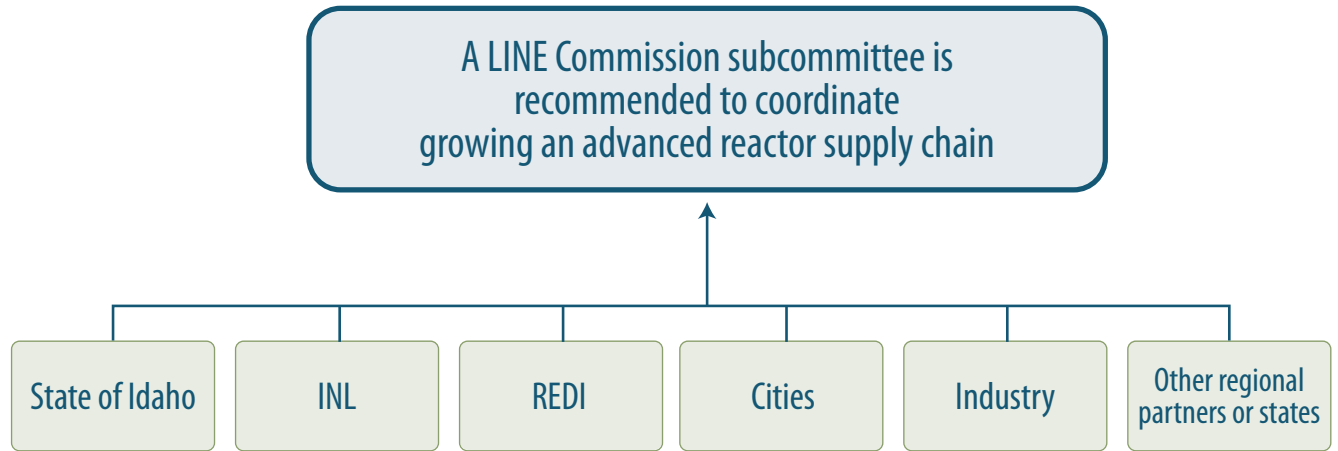 A LINE Commission subcommittee is
recommended to coordinate
growing an advanced reactor supply chain
State of Idaho
INL
REDI
Cities
Industry
Other regional
partners or states